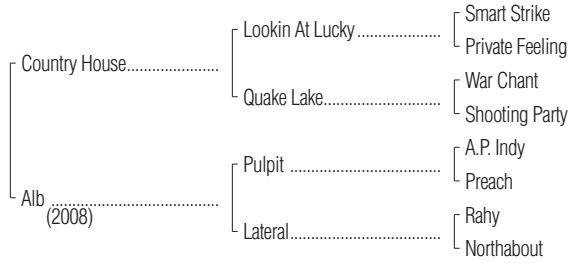 Smart Strike
Lookin At Lucky
Private Feeling
Country House
War Chant
Quake Lake
Shooting Party
A.P. Indy
Pulpit
Preach
Alb
(2008)
Rahy
Lateral
Northabout